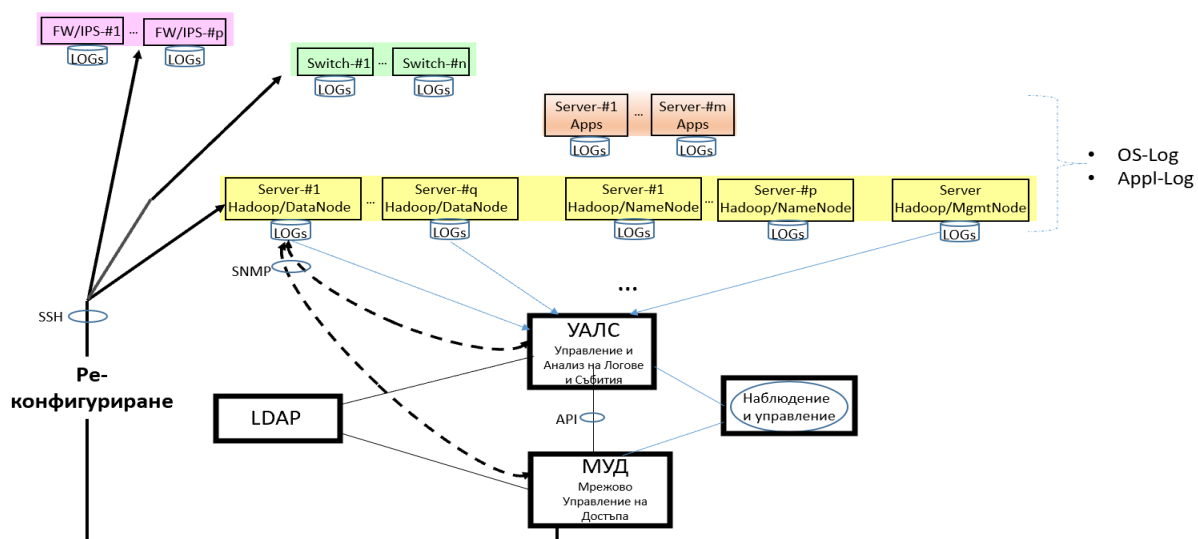 FW/IPS-#1 ... FW/IPS-#p
LOGs LOGs
Switch-#1 ... Switch-#n
LOGs LOGs
Server-#1 ... Server-#m
Apps Apps
LOGs LOGs
• OS-Log
• Appl-Log
Server-#1 ... Server-#q Server-#1 ... Server-#p Server
Hadoop/DataNode Hadoop/DataNode Hadoop/NameNode Hadoop/NameNode Hadoop/MgmtNode
LOGs LOGs LOGs LOGs LOGs
SNMP
...
SSH
УАЛС
Управление и
Анализ на Логове
и Събития
Ре-
конфигуриране
LDAP
API
Наблюдение
и управление
МУД
Мрежово
Управление на
Достъпа